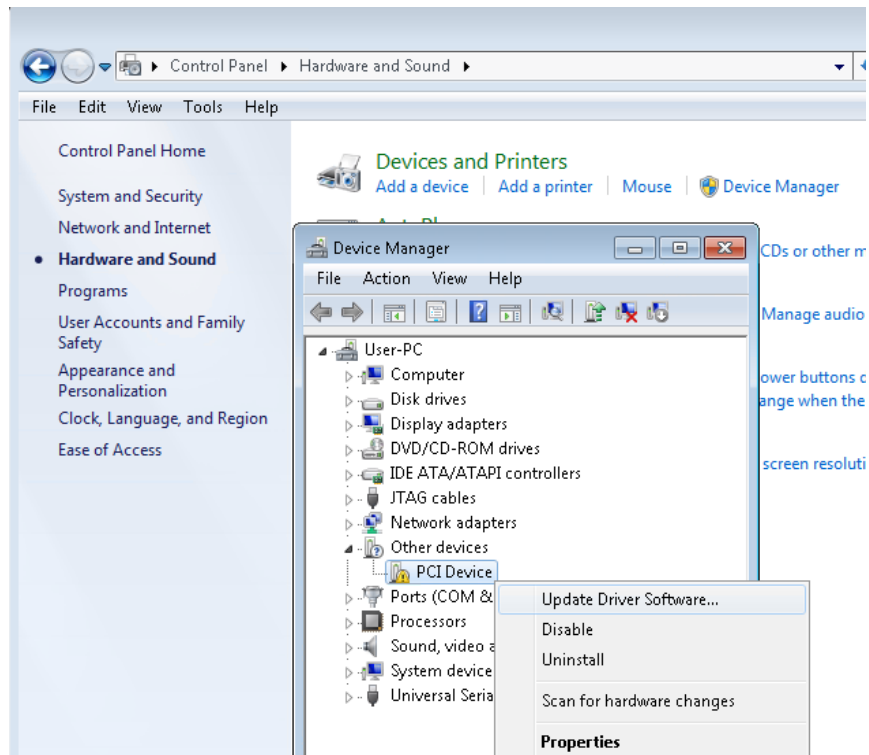 Control Panel ▸ Hardware and Sound ▸
File Edit View Tools Help
Control Panel Home
System and Security
Network and Internet
Hardware and Sound
Programs
User Accounts and Family
Safety
Appearance and
Personalization
Clock, Language, and Region
Ease of Access
Devices and Printers
Add a device Add a printer Mouse Device Manager
CDs or other
Manage audio
ower buttons
ange when the
screen resoluti
Device Manager
File Action View Help
User-PC
Computer
Disk drives
Display adapters
DVD/CD-ROM drives
IDE ATA/ATAPI controllers
JTAG cables
Network adapters
Other devices
PCI Device
Ports (COM &
Processors
Sound, video
System device
Universal Seria
Update Driver Software...
Disable
Uninstall
Scan for hardware changes
Properties